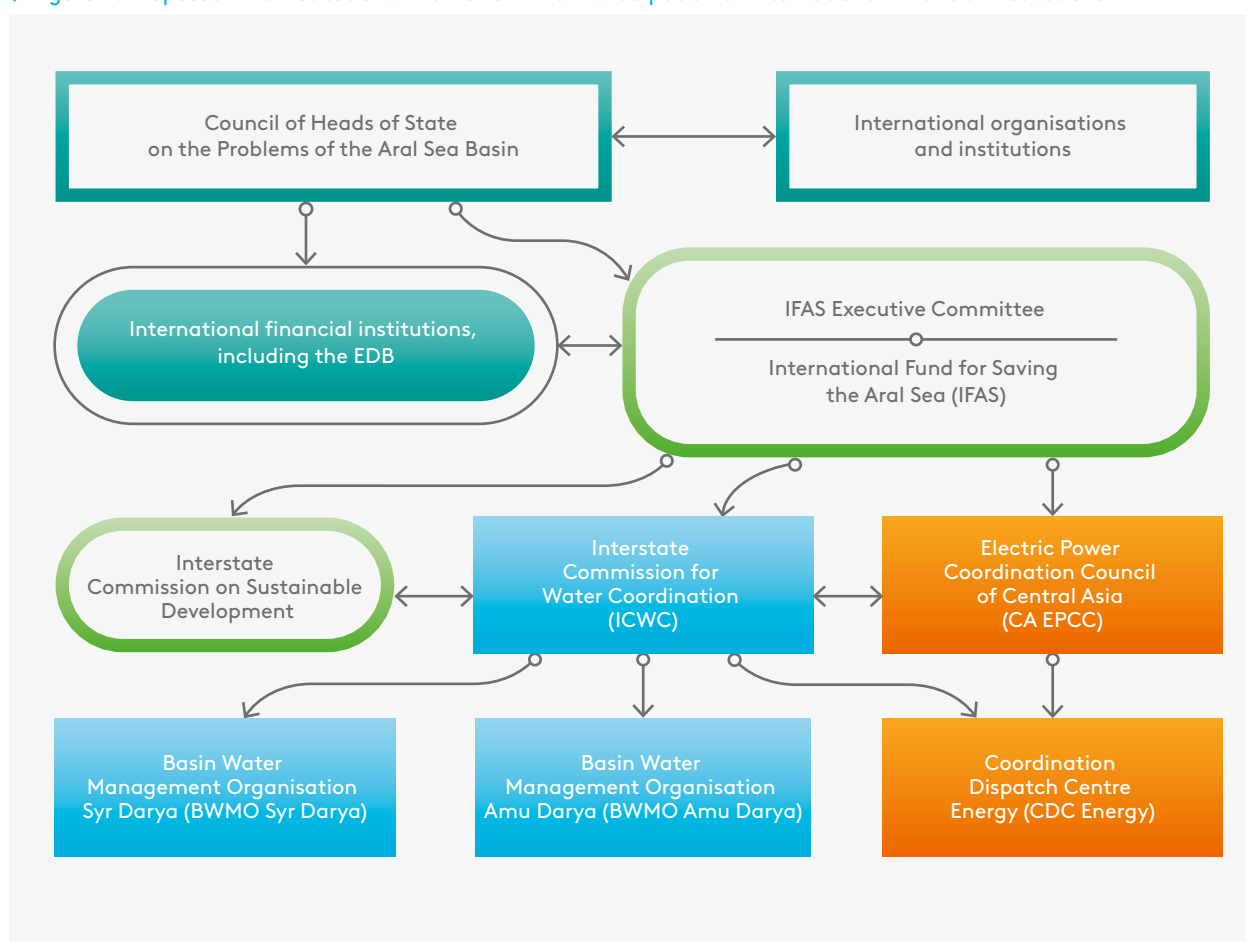 Council of Heads of State
on the Problems of the Aral Sea Basin
International organisations
and institutions
International financial institutions,
including the EDB
IFAS Executive Committee
International Fund for Saving
the Aral Sea (IFAS)
Interstate
Commission on Sustainable
Development
Interstate
Commission for
Water Coordination
(ICWC)
Electric Power
Coordination Council
of Central Asia
(CA EPCC)
Basin Water
Management Organisation
Syr Darya (BWMO Syr Darya)
Basin Water
Management Organisation
Amu Darya (BWMO Amu Darya)
Coordination
Dispatch Centre
Energy (CDC Energy)